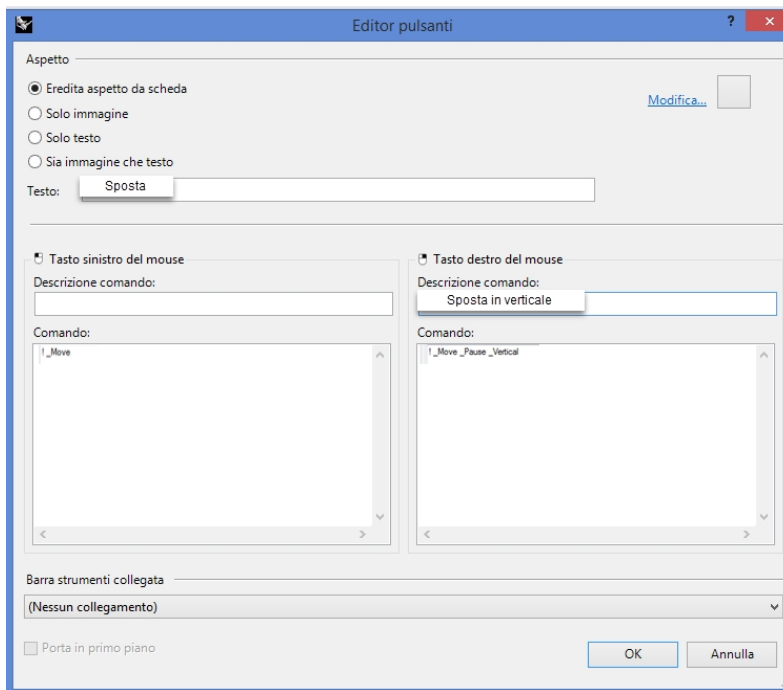 Editor pulsanti
? ×
Aspetto
Eredita aspetto da scheda
Solo immagine
Solo testo
Sia immagine che testo
Modifica...
Testo: Sposta
Tasto sinistro del mouse
Descrizione comando:
Comando:
! _Move
Tasto destro del mouse
Descrizione comando:
Sposta in verticale
Comando:
! _Move _Pause _Vertical
Barra strumenti collegata
(Nessun collegamento)
Porta in primo piano
OK
Annulla